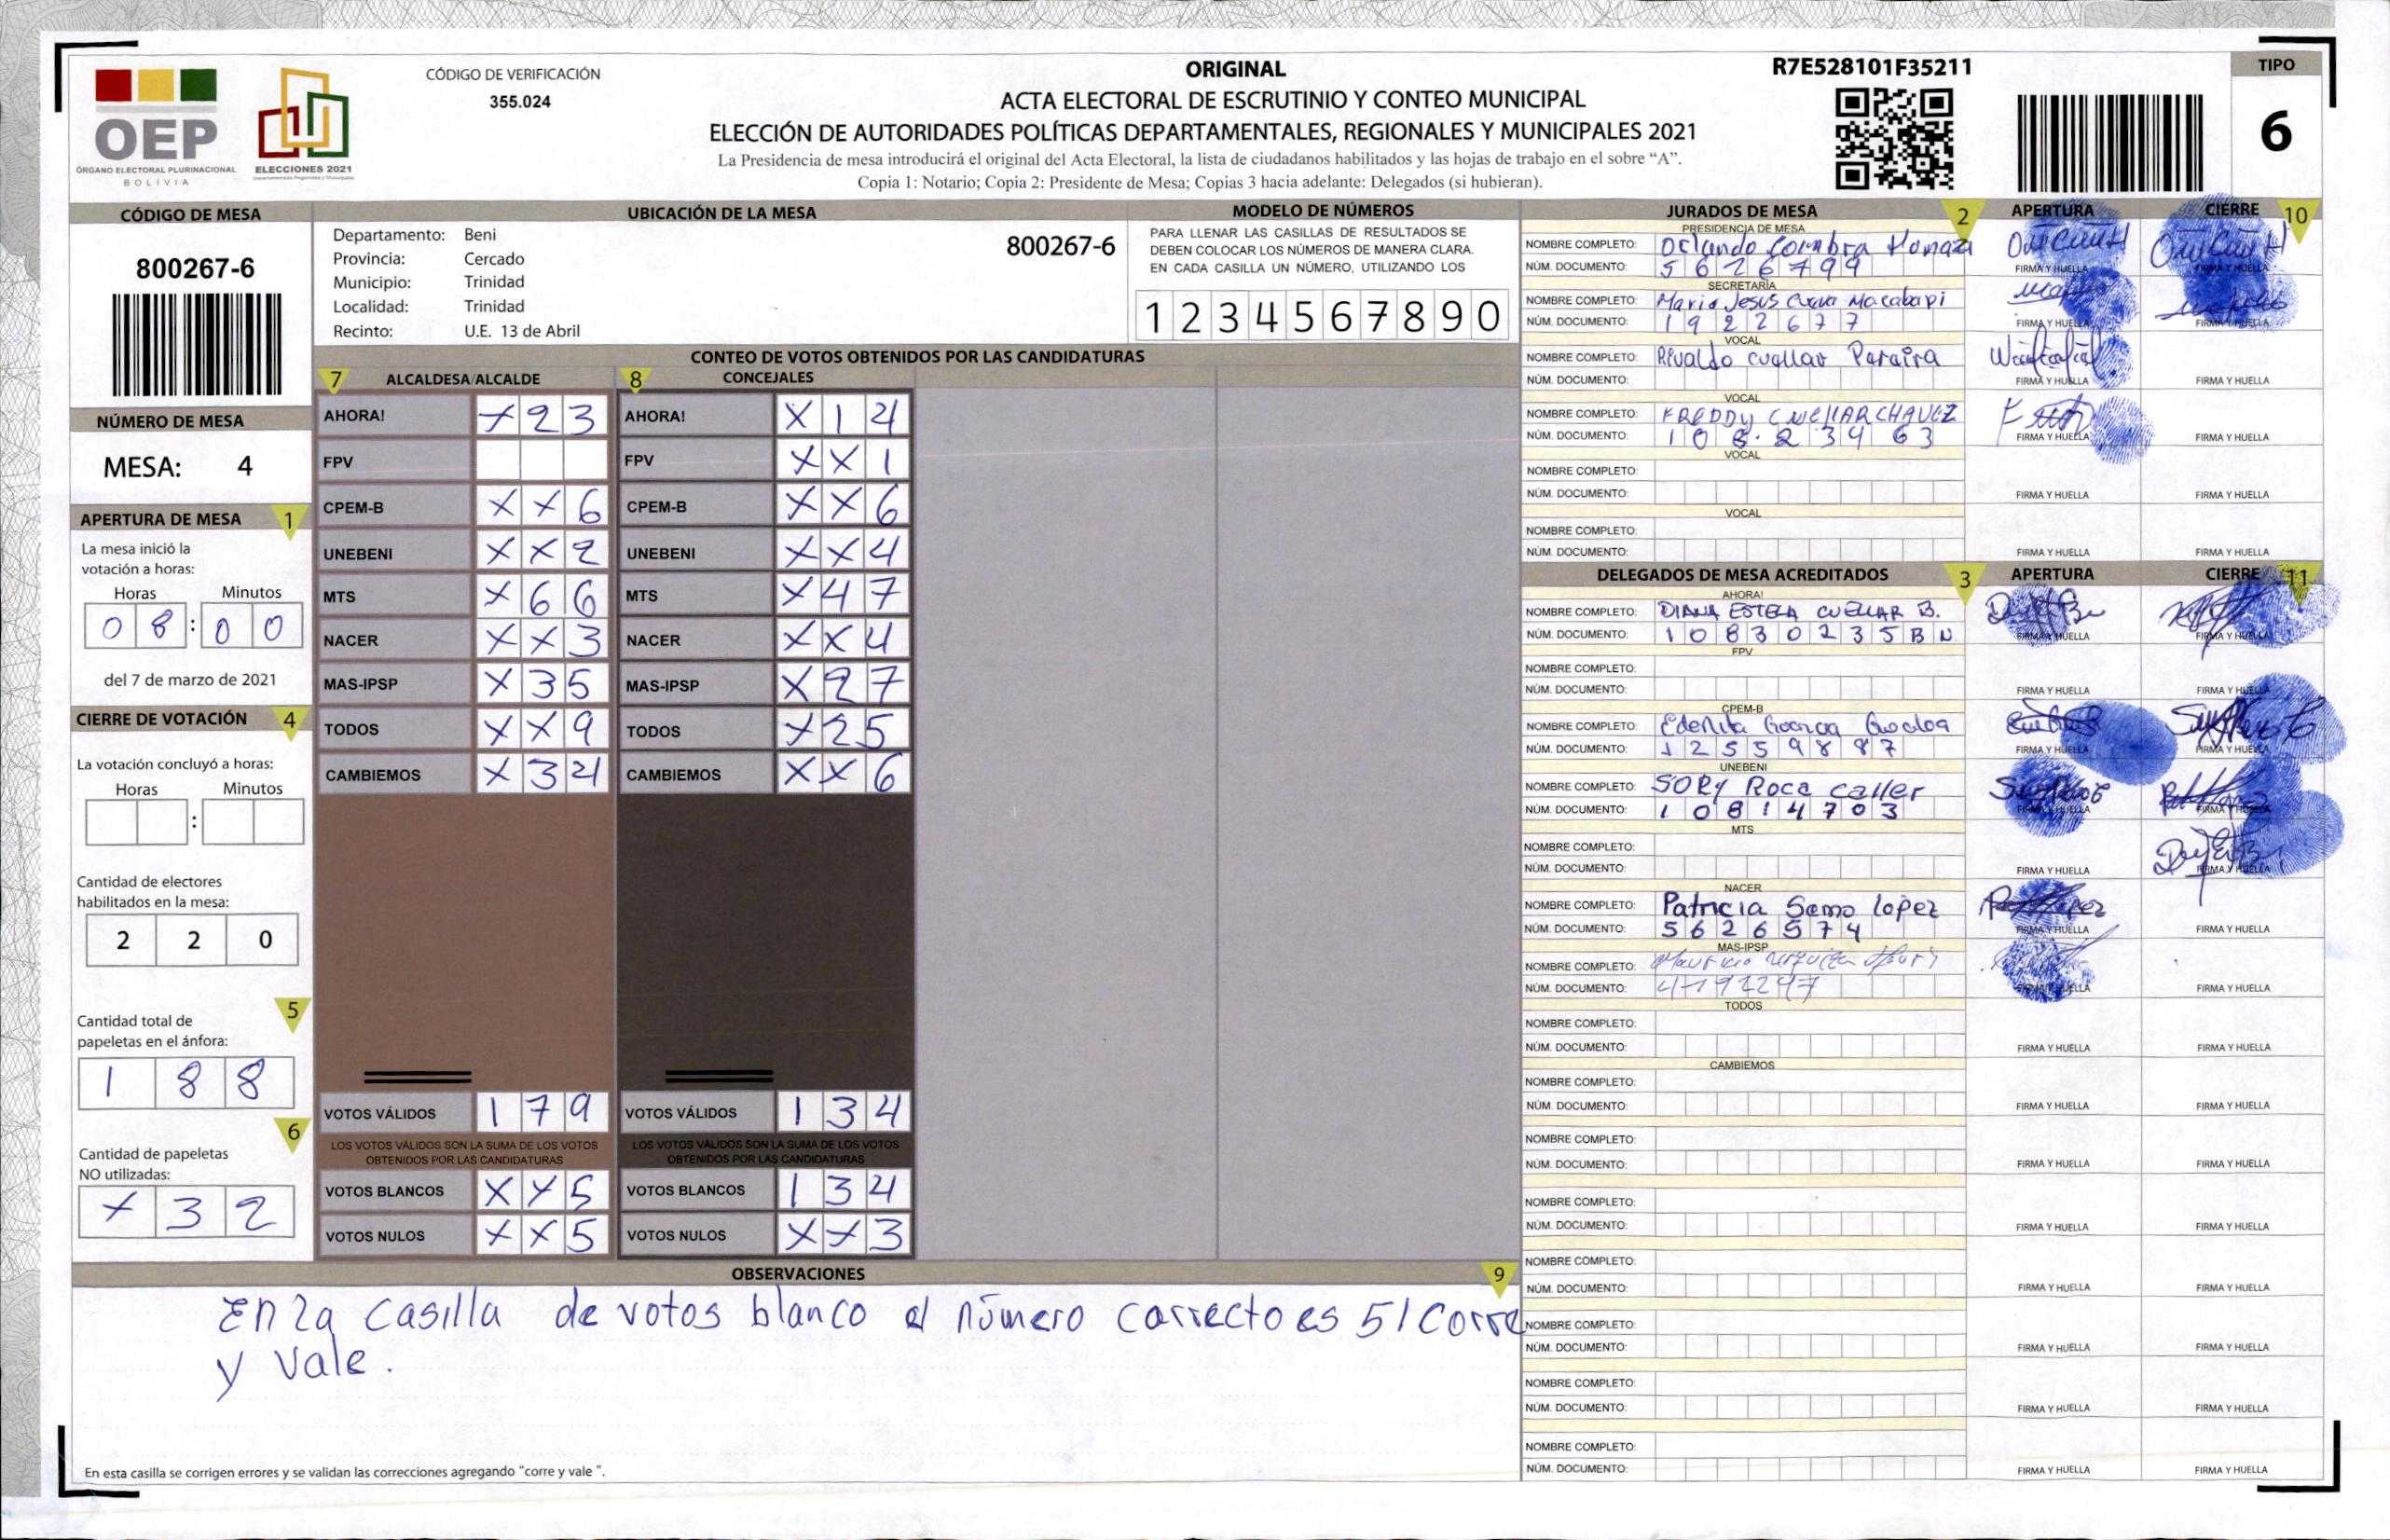 ORIGINAL
R7E528101F35211
TIPO
6
OEP
ÓRGANO ELECTORAL PLURINACIONAL
BOLIVIA
ELECCIONES 2021
CÓDIGO DE VERIFICACIÓN
355.024
ACTA ELECTORAL DE ESCRUTINIO Y CONTEO MUNICIPAL
ELECCIÓN DE AUTORIDADES POLÍTICAS DEPARTAMENTALES, REGIONALES Y MUNICIPALES 2021
La Presidencia de mesa introducirá el original del Acta Electoral, la lista de ciudadanos habilitados y las hojas de trabajo en el sobre “A”.
Copia 1: Notario; Copia 2: Presidente de Mesa; Copias 3 hacia adelante: Delegados (si hubieran).
CÓDIGO DE MESA
800267-6
NÚMERO DE MESA
MESA: 4
APERTURA DE MESA 1
La mesa inició la
votación a horas:
Horas Minutos
0 8 : 0 0
del 7 de marzo de 2021
CIERRE DE VOTACIÓN 4
La votación concluyó a horas:
Horas Minutos
:
Cantidad de electores
habilitados en la mesa:
2 2 0
5
Cantidad total de
papeletas en el ánfora:
1 8 8
6
Cantidad de papeletas
NO utilizadas:
X 3 2
UBICACIÓN DE LA MESA
Departamento: Beni
Provincia: Cercado
Municipio: Trinidad
Localidad: Trinidad
Recinto: U.E. 13 de Abril
800267-6
MODELO DE NÚMEROS
PARA LLENAR LAS CASILLAS DE RESULTADOS SE
DEBEN COLOCAR LOS NÚMEROS DE MANERA CLARA.
EN CADA CASILLA UN NÚMERO, UTILIZANDO LOS
1 2 3 4 5 6 7 8 9 0
CONTEO DE VOTOS OBTENIDOS POR LAS CANDIDATURAS
7 ALCALDESA/ALCALDE
AHORA! X 2 3
FPV
CPEM-B X X 6
UNEBENI X X 2
MTS X 6 6
NACER X X 3
MAS-IPSP X 3 5
TODOS X X 9
CAMBIEMOS X 3 4
VOTOS VÁLIDOS 1 7 9
LOS VOTOS VÁLIDOS SON LA SUMA DE LOS VOTOS
OBTENIDOS POR LAS CANDIDATURAS
VOTOS BLANCOS X X 5
VOTOS NULOS X X 5
8 CONCEJALES
AHORA! X 1 4
FPV X X 1
CPEM-B X X 6
UNEBENI X X 4
MTS X 4 7
NACER X X 4
MAS-IPSP X 2 7
TODOS X 2 5
CAMBIEMOS X X 6
VOTOS VÁLIDOS 1 3 4
LOS VOTOS VÁLIDOS SON LA SUMA DE LOS VOTOS
OBTENIDOS POR LAS CANDIDATURAS
VOTOS BLANCOS 1 3 4
VOTOS NULOS X X 3
OBSERVACIONES 9
En la casilla de votos blanco el número correcto es 51 corre
y vale.
En esta casilla se corrigen errores y se validan las correcciones agregando “corre y vale ”.
JURADOS DE MESA 2 APERTURA CIERRE 10
PRESIDENCIA DE MESA
NOMBRE COMPLETO: Orlando
NÚM. DOCUMENTO: 5 6 2 6 7 9 9
FIRMA Y HUELLA FIRMA Y HUELLA
SECRETARÍA
NOMBRE COMPLETO: Maria Jesus Macabapi
NÚM. DOCUMENTO: 1 9 2 2 6 7 7
FIRMA Y HUELLA FIRMA Y HUELLA
VOCAL
NOMBRE COMPLETO: Rivaldo cuellar Pereira
NÚM. DOCUMENTO:
FIRMA Y HUELLA FIRMA Y HUELLA
VOCAL
NOMBRE COMPLETO: FREDDY CUELLAR CHAVEZ
NÚM. DOCUMENTO:
FIRMA Y HUELLA FIRMA Y HUELLA
VOCAL
NOMBRE COMPLETO:
NÚM. DOCUMENTO:
FIRMA Y HUELLA FIRMA Y HUELLA
VOCAL
NOMBRE COMPLETO:
NÚM. DOCUMENTO:
FIRMA Y HUELLA FIRMA Y HUELLA
DELEGADOS DE MESA ACREDITADOS 3 APERTURA CIERRE 11
AHORA!
NOMBRE COMPLETO: DIANA ESTELA CUELLAR B.
NÚM. DOCUMENTO: 1 0 8 3 0 2 3 5 B N
FIRMA Y HUELLA FIRMA Y HUELLA
FPV
NOMBRE COMPLETO:
NÚM. DOCUMENTO:
FIRMA Y HUELLA FIRMA Y HUELLA
CPEM-B
NOMBRE COMPLETO:
NÚM. DOCUMENTO: 1 2 5 5 9 8 8 7
FIRMA Y HUELLA FIRMA Y HUELLA
UNEBENI
NOMBRE COMPLETO: SORY Roca caller
NÚM. DOCUMENTO: 1 0 8 1 4 7 0 3
FIRMA Y HUELLA FIRMA Y HUELLA
MTS
NOMBRE COMPLETO:
NÚM. DOCUMENTO:
FIRMA Y HUELLA FIRMA Y HUELLA
NACER
NOMBRE COMPLETO: Patricia Semo lopez
NÚM. DOCUMENTO: 5 6 2 6 5 7 4
FIRMA Y HUELLA FIRMA Y HUELLA
MAS-IPSP
NOMBRE COMPLETO: Mauricio
NÚM. DOCUMENTO:
FIRMA Y HUELLA FIRMA Y HUELLA
TODOS
NOMBRE COMPLETO:
NÚM. DOCUMENTO:
FIRMA Y HUELLA FIRMA Y HUELLA
CAMBIEMOS
NOMBRE COMPLETO:
NÚM. DOCUMENTO:
FIRMA Y HUELLA FIRMA Y HUELLA
NOMBRE COMPLETO:
NÚM. DOCUMENTO:
FIRMA Y HUELLA FIRMA Y HUELLA
NOMBRE COMPLETO:
NÚM. DOCUMENTO:
FIRMA Y HUELLA FIRMA Y HUELLA
NOMBRE COMPLETO:
NÚM. DOCUMENTO:
FIRMA Y HUELLA FIRMA Y HUELLA
NOMBRE COMPLETO:
NÚM. DOCUMENTO:
FIRMA Y HUELLA FIRMA Y HUELLA
NOMBRE COMPLETO:
NÚM. DOCUMENTO:
FIRMA Y HUELLA FIRMA Y HUELLA
NOMBRE COMPLETO:
NÚM. DOCUMENTO:
FIRMA Y HUELLA FIRMA Y HUELLA